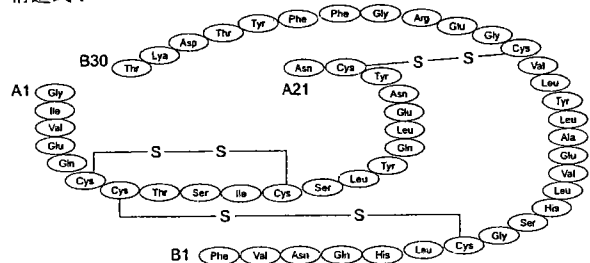 B30 Thr Lya Asp Thr Tyr Phe Phe Gly Arg Glu Gly Cys
Val
Leu
Tyr
Leu
Ala
Glu
Val
Leu
His
Ser
Gly
A21
Asn Cys S S
Tyr
Asn
Glu
Leu
Gln
Tyr
Leu
Ser
A1 Gly
Ile
Val
Glu
Gln
Cys
S S
Cys Thr Ser Ile Cys
S S
B1 Phe Val Asn Gln His Leu Cys